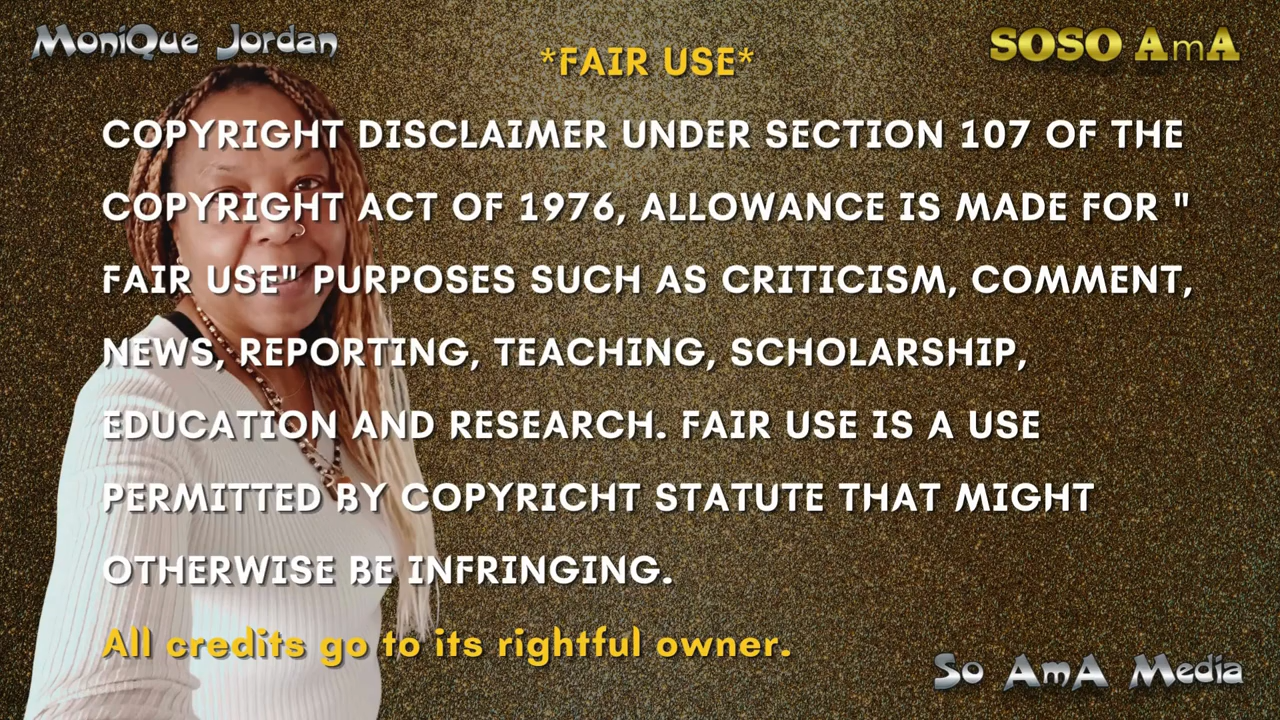 MoniQue Jordan
SOSO AmA
*FAIR USE*
COPYRIGHT DISCLAIMER UNDER SECTION 107 OF THE
COPYRIGHT ACT OF 1976, ALLOWANCE IS MADE FOR "
FAIR USE" PURPOSES SUCH AS CRITICISM, COMMENT,
NEWS, REPORTING, TEACHING, SCHOLARSHIP,
EDUCATION AND RESEARCH. FAIR USE IS A USE
PERMITTED BY COPYRICHT STATUTE THAT MIGHT
OTHERWISE BE INFRINGING.
All credits go to its rightful owner.
So AmA Media